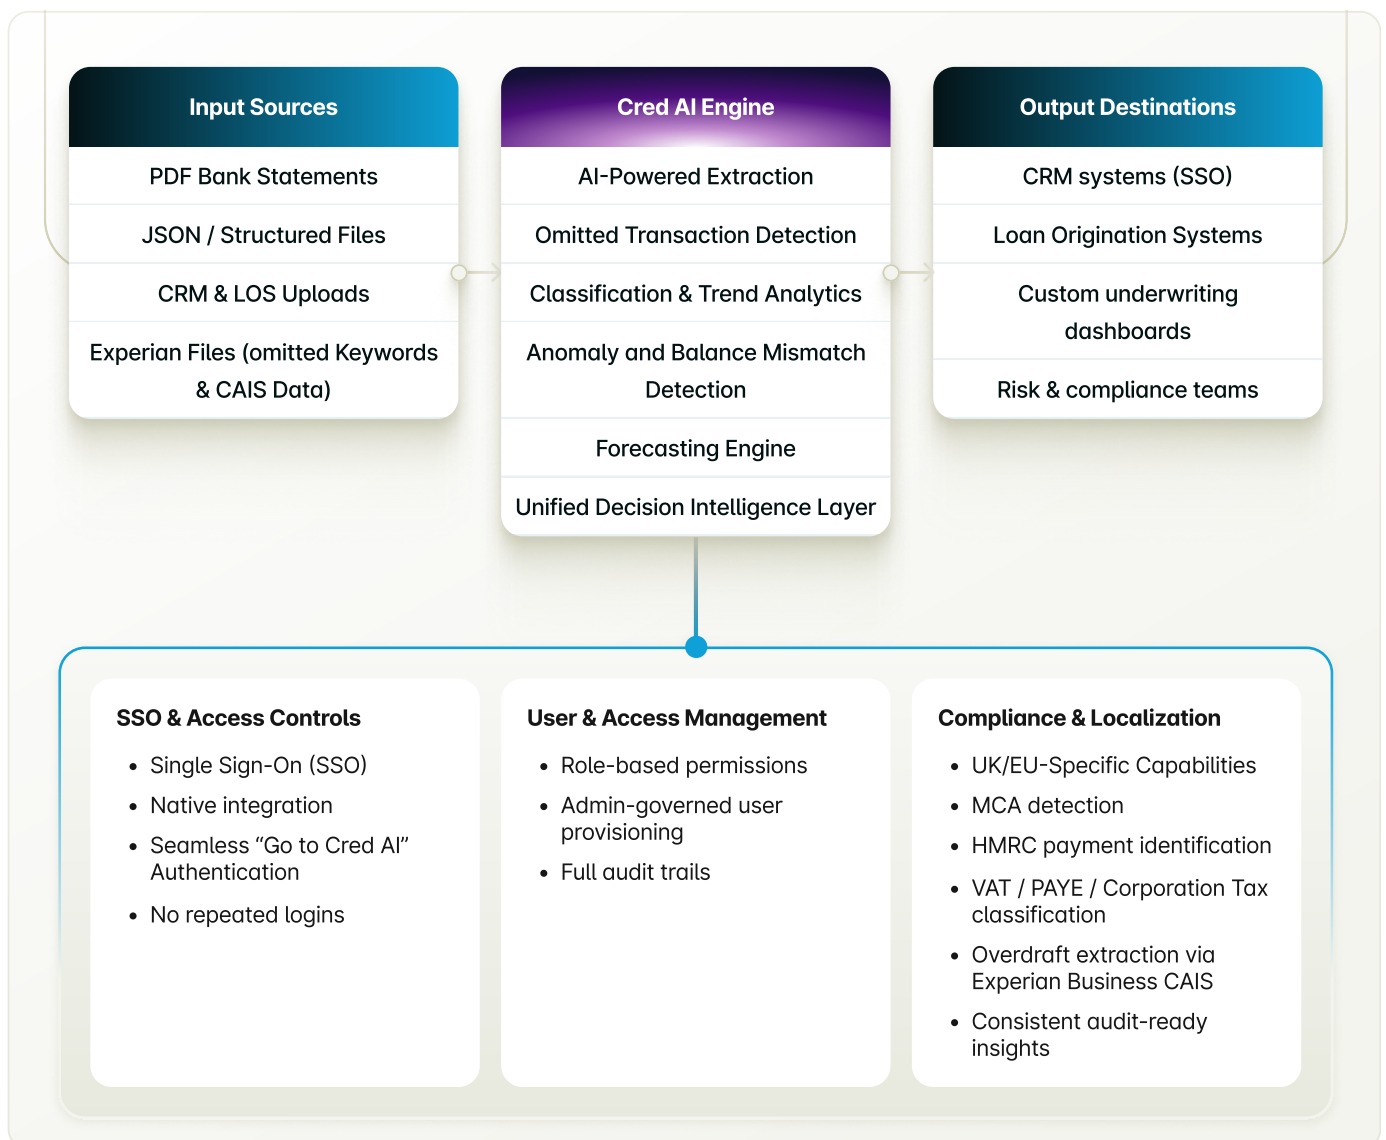 Input Sources
PDF Bank Statements
JSON / Structured Files
CRM & LOS Uploads
Experian Files (omitted Keywords
& CAIS Data)
Cred AI Engine
AI-Powered Extraction
Omitted Transaction Detection
Classification & Trend Analytics
Anomaly and Balance Mismatch
Detection
Forecasting Engine
Unified Decision Intelligence Layer
Output Destinations
CRM systems (SSO)
Loan Origination Systems
Custom underwriting
dashboards
Risk & compliance teams
SSO & Access Controls
• Single Sign-On (SSO)
• Native integration
• Seamless “Go to Cred AI”
Authentication
• No repeated logins
User & Access Management
• Role-based permissions
• Admin-governed user
provisioning
• Full audit trails
Compliance & Localization
• UK/EU-Specific Capabilities
• MCA detection
• HMRC payment identification
• VAT / PAYE / Corporation Tax
classification
• Overdraft extraction via
Experian Business CAIS
• Consistent audit-ready
insights